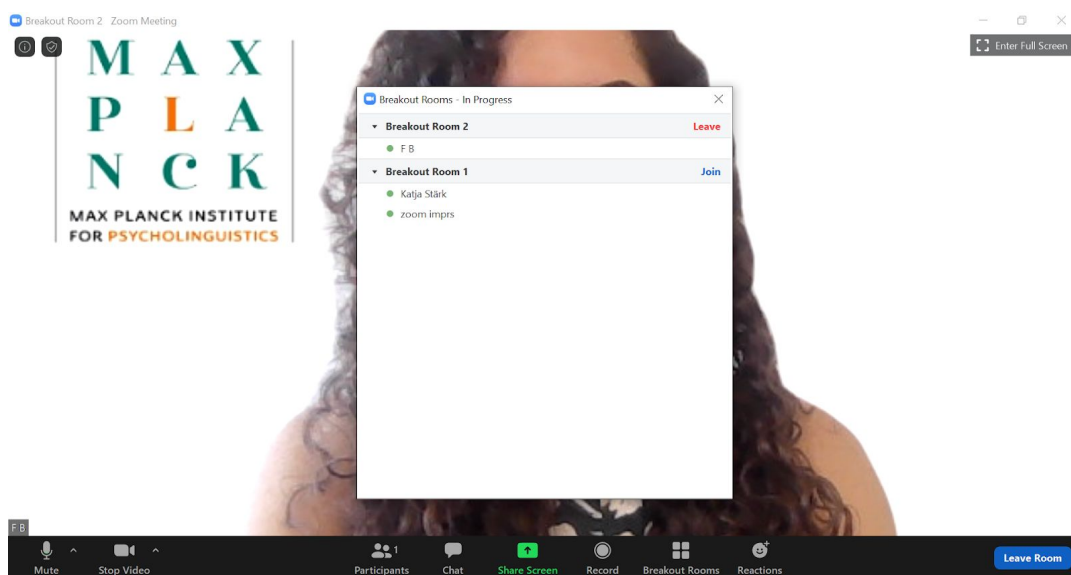 Breakout Room 2 Zoom Meeting
Enter Full Screen
M A X
P L A
N C K
MAX PLANCK INSTITUTE
FOR PSYCHOLINGUISTICS
Breakout Rooms - In Progress
Breakout Room 2 Leave
F B
Breakout Room 1 Join
Katja Stärk
zoom imprs
F B
1
Mute Stop Video Participants Chat Share Screen Record Breakout Rooms Reactions Leave Room